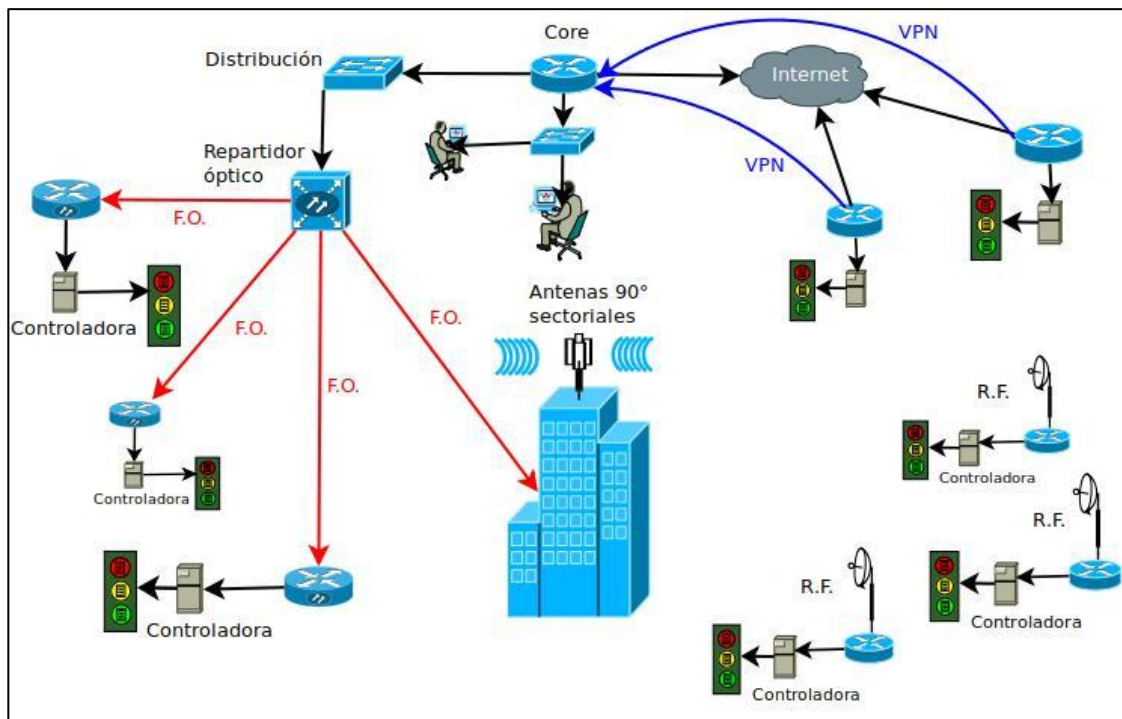 Core
VPN
Distribución
Internet
Repartidor
óptico
VPN
F.O.
Controladora
F.O.
F.O.
F.O.
Antenas 90°
sectoriales
Controladora
Controladora
R.F.
Controladora
R.F.
Controladora
R.F.
Controladora